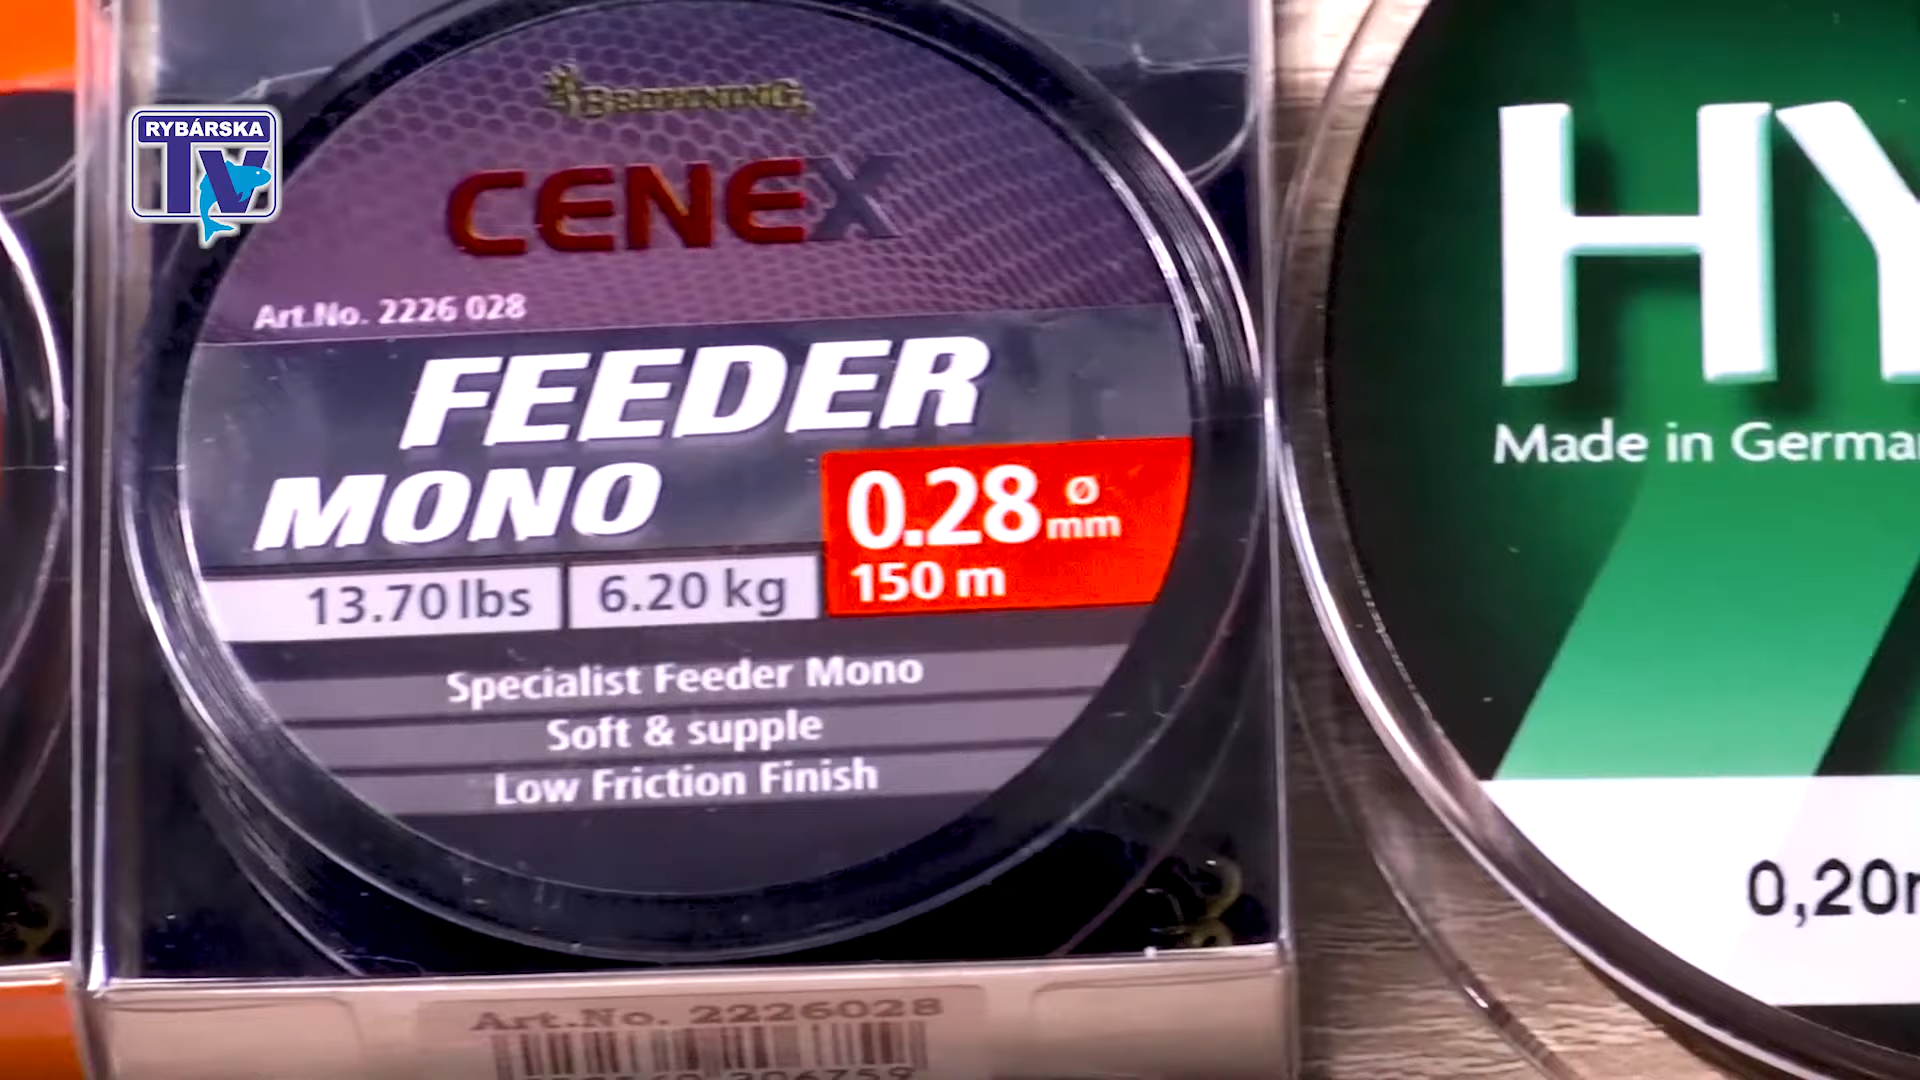 RYBÁRSKA
TV
BROWNING
CENEX
Art.No. 2226 028
FEEDER
MONO
0.28 ø mm
150 m
13.70 lbs
6.20 kg
Specialist Feeder Mono
Soft & supple
Low Friction Finish
Art.No. 2226028
HY
Made in Germa
0,20